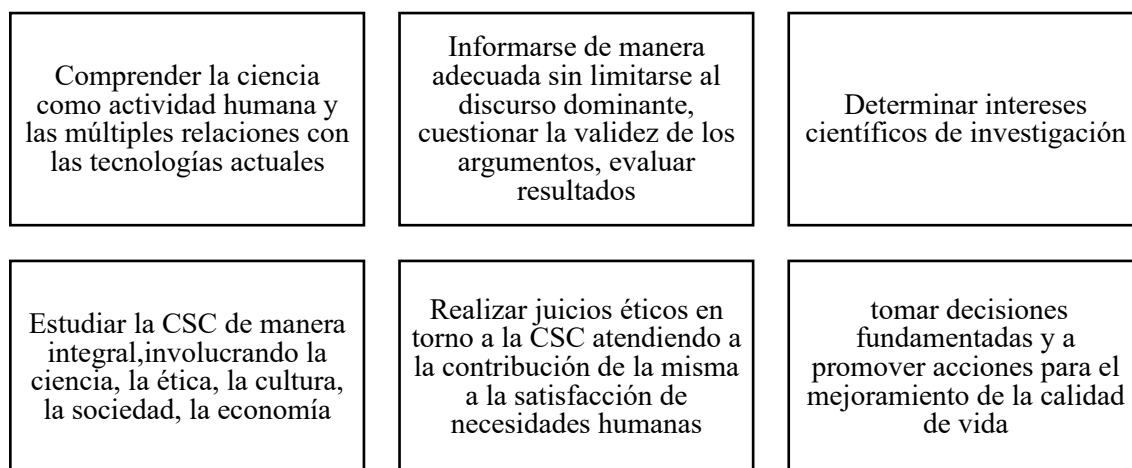 Comprender la ciencia
como actividad humana y
las múltiples relaciones con
las tecnologías actuales
Informarse de manera
adecuada sin limitarse al
discurso dominante,
cuestionar la validez de los
argumentos, evaluar
resultados
Determinar intereses
científicos de investigación
Estudiar la CSC de manera
integral,involucrando la
ciencia, la ética, la cultura,
la sociedad, la economía
Realizar juicios éticos en
torno a la CSC atendiendo a
la contribución de la misma
a la satisfacción de
necesidades humanas
tomar decisiones
fundamentadas y a
promover acciones para el
mejoramiento de la calidad
de vida